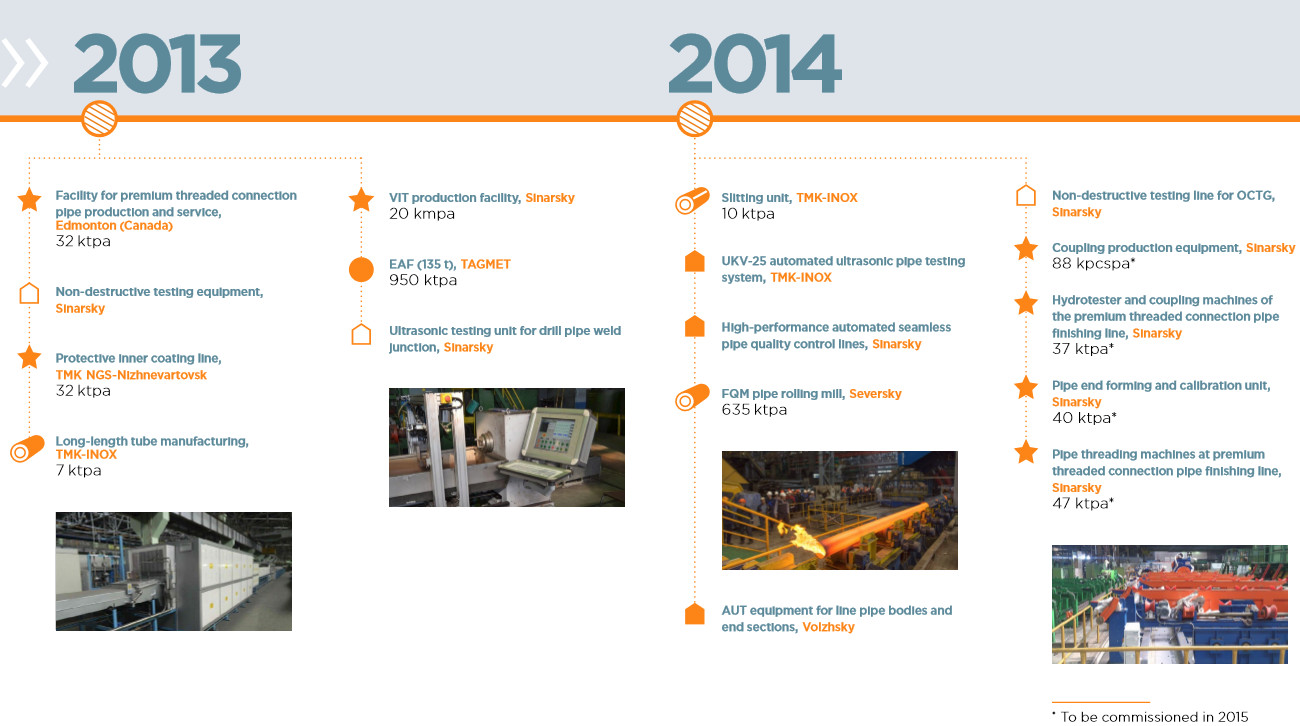 2013
Facility for premium threaded connection
pipe production and service,
Edmonton (Canada)
32 ktpa
Non-destructive testing equipment,
Sinarsky
Protective inner coating line,
TMK NGS-Nizhnevartovsk
32 ktpa
Long-length tube manufacturing,
TMK-INOX
7 ktpa
VIT production facility, Sinarsky
20 kmpa
EAF (135 t), TAGMET
950 ktpa
Ultrasonic testing unit for drill pipe weld
junction, Sinarsky
2014
Slitting unit, TMK-INOX
10 ktpa
UKV-25 automated ultrasonic pipe testing
system, TMK-INOX
High-performance automated seamless
pipe quality control lines, Sinarsky
FQM pipe rolling mill, Seversky
635 ktpa
AUT equipment for line pipe bodies and
end sections, Volzhsky
Non-destructive testing line for OCTG,
Sinarsky
Coupling production equipment, Sinarsky
88 kpcspa*
Hydrotester and coupling machines of
the premium threaded connection pipe
finishing line, Sinarsky
37 ktpa*
Pipe end forming and calibration unit,
Sinarsky
40 ktpa*
Pipe threading machines at premium
threaded connection pipe finishing line,
Sinarsky
47 ktpa*
* To be commissioned in 2015